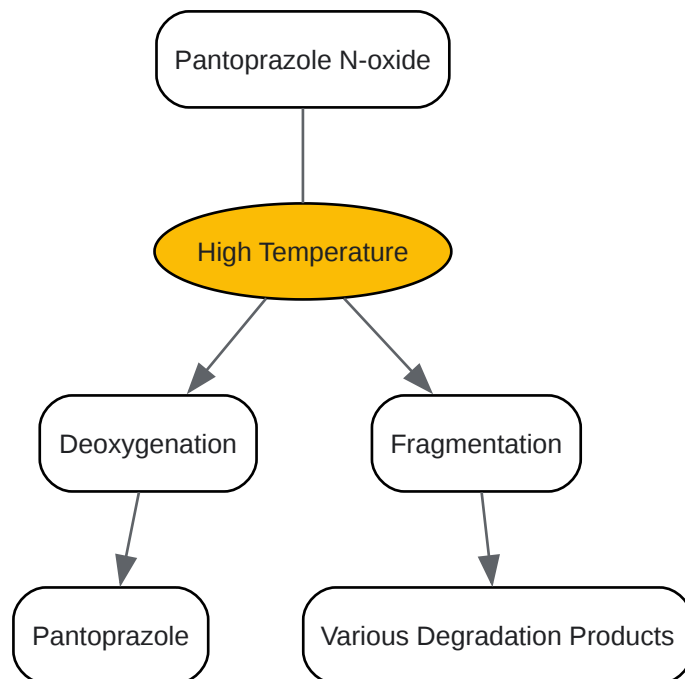 Pantoprazole N-oxide
High Temperature
Deoxygenation
Fragmentation
Pantoprazole
Various Degradation Products